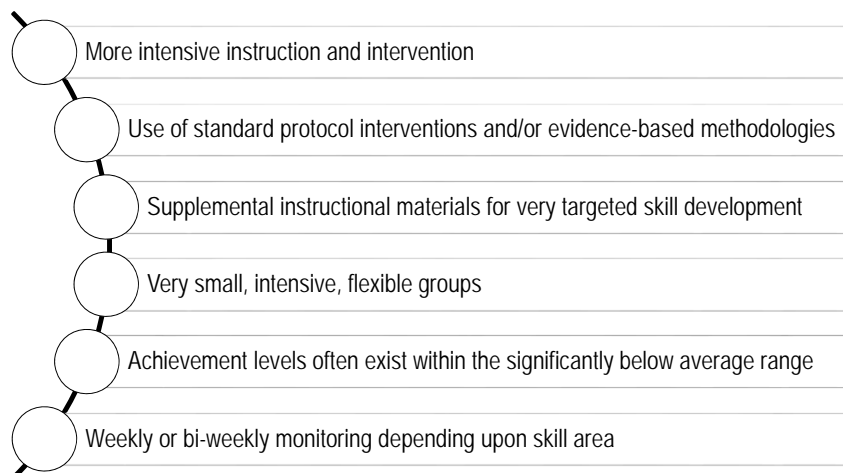 More intensive instruction and intervention
Use of standard protocol interventions and/or evidence-based methodologies
Supplemental instructional materials for very targeted skill development
Very small, intensive, flexible groups
Achievement levels often exist within the significantly below average range
Weekly or bi-weekly monitoring depending upon skill area